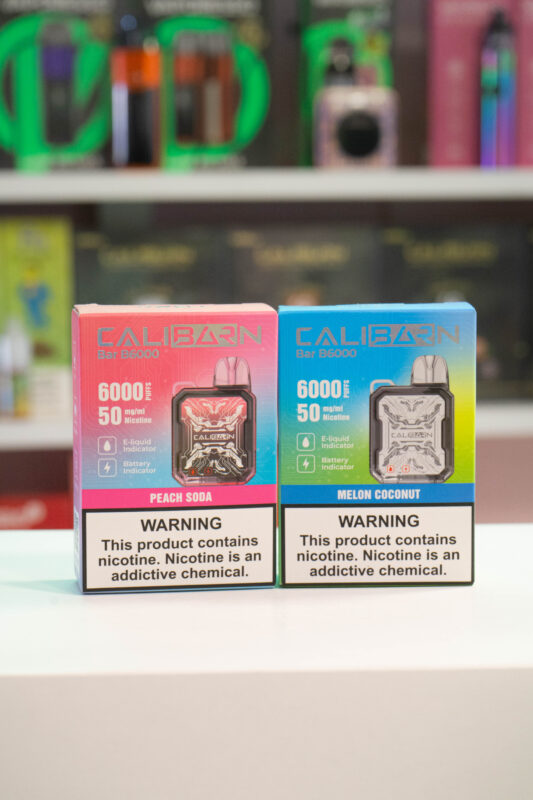 CALIBARN
Bar B6000
6000 PUFFS
50 mg/ml Nicotine
E-liquid
Indicator
Battery
Indicator
CALIBARN
PEACH SODA
WARNING
This product contains
nicotine. Nicotine is an
addictive chemical.
CALIBARN
Bar B6000
6000 PUFFS
50 mg/ml Nicotine
E-liquid
Indicator
Battery
Indicator
CALIBARN
MELON COCONUT
WARNING
This product contains
nicotine. Nicotine is an
addictive chemical.